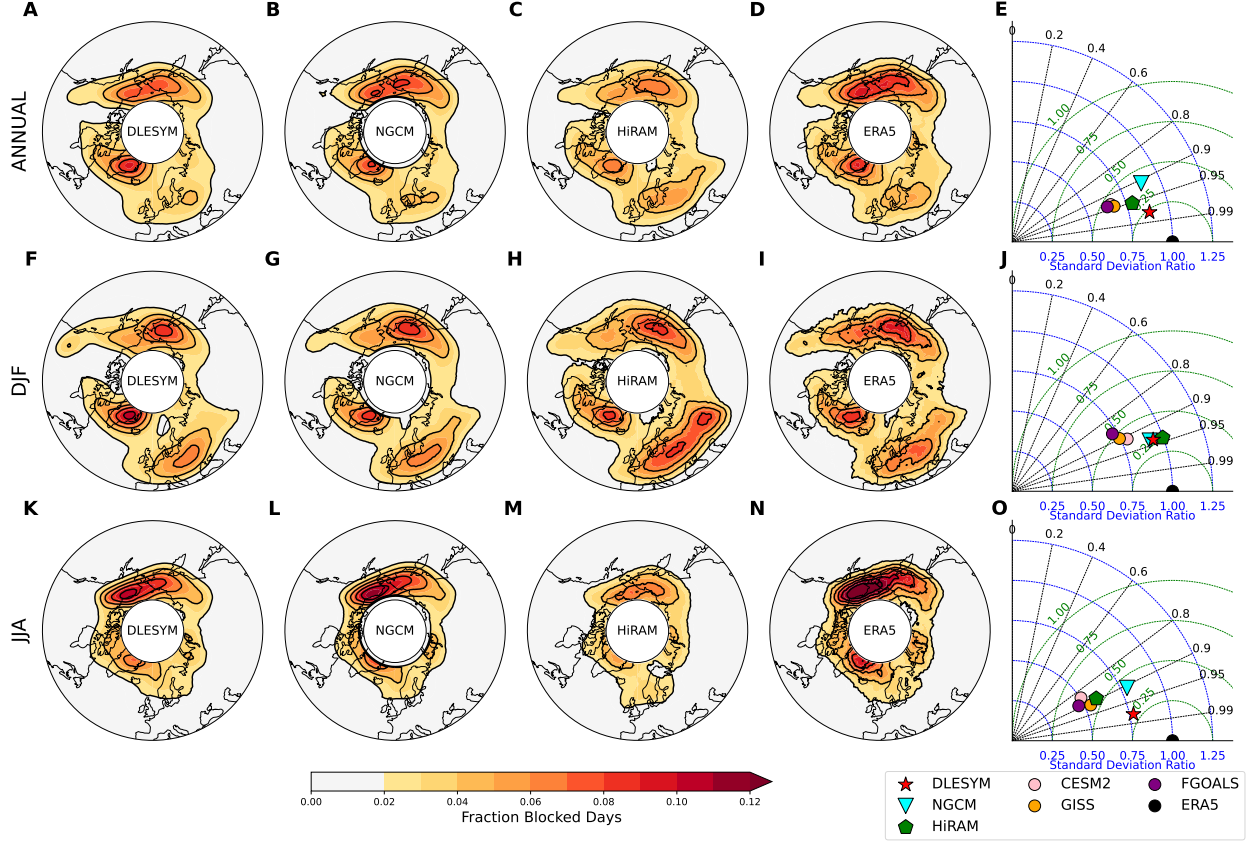 A
B
C
D
E
ANNUAL
DLESYM
NGCM
HiRAM
ERA5
0
0.2
0.4
0.6
0.8
0.9
0.95
0.99
1.00
0.75
0.50
0.25
0.25 0.50 0.75 1.00 1.25
Standard Deviation Ratio
F
G
H
I
J
DJF
DLESYM
NGCM
HiRAM
ERA5
0
0.2
0.4
0.6
0.8
0.9
0.95
0.99
1.00
0.75
0.50
0.25
0.25 0.50 0.75 1.00 1.25
Standard Deviation Ratio
K
L
M
N
O
JJA
DLESYM
NGCM
HiRAM
ERA5
0
0.2
0.4
0.6
0.8
0.9
0.95
0.99
1.00
0.75
0.50
0.25
0.25 0.50 0.75 1.00 1.25
Standard Deviation Ratio
0.00 0.02 0.04 0.06 0.08 0.10 0.12
Fraction Blocked Days
DLESYM CESM2 FGOALS
NGCM GISS ERA5
HiRAM